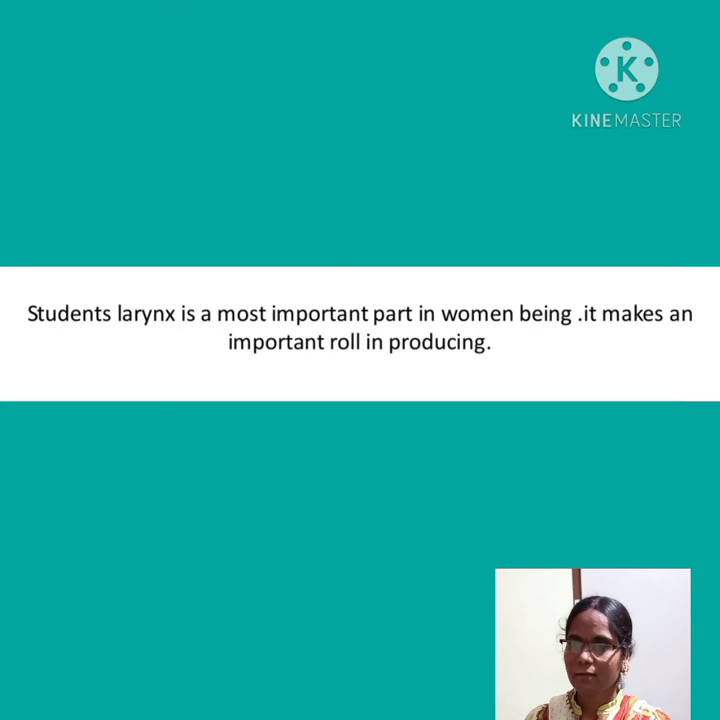 K
KINEMASTER
Students larynx is a most important part in women being .it makes an
important roll in producing.